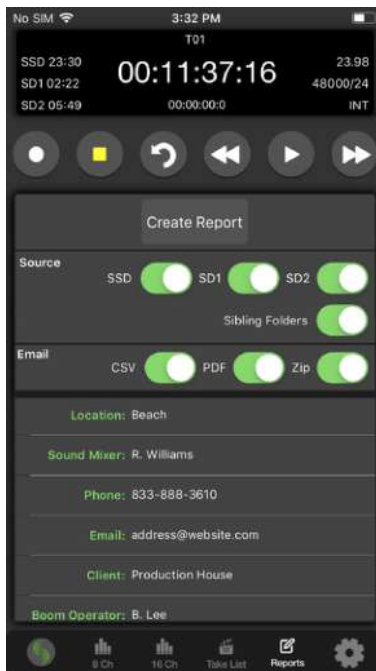 No SIM 3:32 PM
T01
SSD 23:30 23.98
SD1 02:22 00:11:37:16 48000/24
SD2 05:49 00:00:00:0 INT
Create Report
Source
SSD SD1 SD2
Sibling Folders
Email
CSV PDF Zip
Location: Beach
Sound Mixer: R. Williams
Phone: 833-888-3610
Email: address@website.com
Client: Production House
Boom Operator: B. Lee
8 Ch 16 Ch Take List Reports